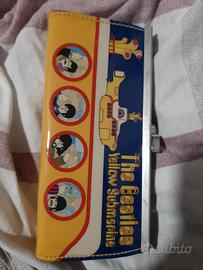 The Beatles
Yellow Submarine
subito